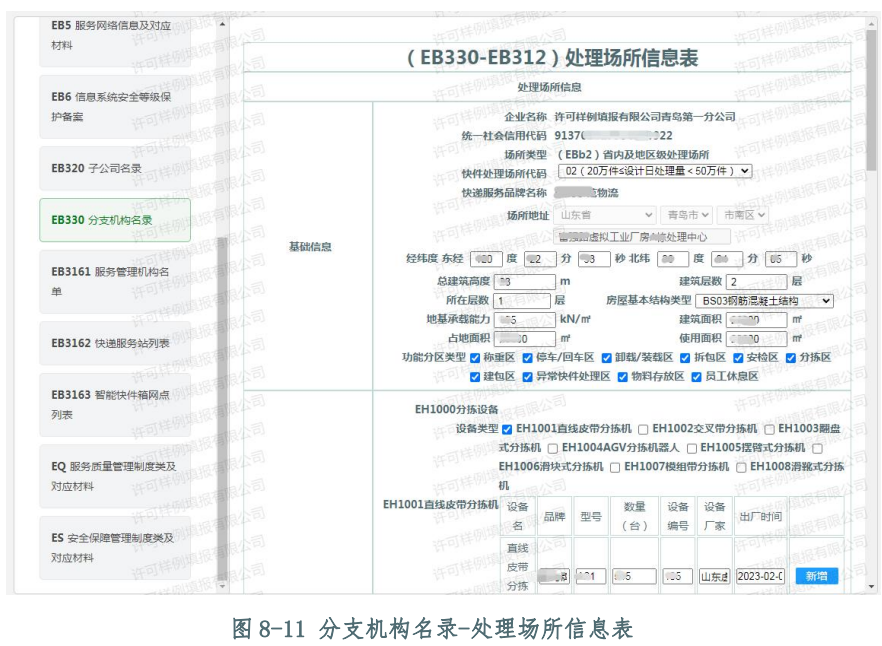 EB5 服务网络信息及对应
材料
EB6 信息系统安全等级保
护备案
EB320 子公司名录
EB330 分支机构名录
EB3161 服务管理机构名
单
EB3162 快递服务站列表
EB3163 智能快件箱网点
列表
EQ 服务质量管理制度类及
对应材料
ES 安全保障管理制度类及
对应材料
（EB330-EB312）处理场所信息表
处理场所信息
基础信息
企业名称 许可样例填报有限公司青岛第一分公司
统一社会信用代码 9137 22
场所类型 （EBb2）省内及地区级处理场所
快件处理场所代码 02（20万件≤设计日处理量＜50万件）
快递服务品牌名称 物流
场所地址 山东省 青岛市 市南区
虚拟工业厂房 处理中心
经纬度 东经 度 分 秒 北纬 度 分 秒
总建筑高度 m 建筑层数 2 层
所在层数 1 层 房屋基本结构类型 BS03钢筋混凝土结构
地基承载能力 kN/㎡ 建筑面积 ㎡
占地面积 ㎡ 使用面积 ㎡
功能分区类型 称重区 停车/回车区 卸载/装载区 拆包区 安检区 分拣区
建包区 异常快件处理区 物料存放区 员工休息区
EH1000分拣设备
设备类型 EH1001直线皮带分拣机 EH1002交叉带分拣机 EH1003翻盘
式分拣机 EH1004AGV分拣机器人 EH1005摆臂式分拣机
EH1006滑块式分拣机 EH1007模组带分拣机 EH1008滑靴式分拣
机
EH1001直线皮带分拣机
设备名 品牌 型号 数量（台） 设备编号 设备厂家 出厂时间
直线
皮带
分拣
山东 2023-02-0 新增
许可样例填报有限公司
图 8-11 分支机构名录-处理场所信息表